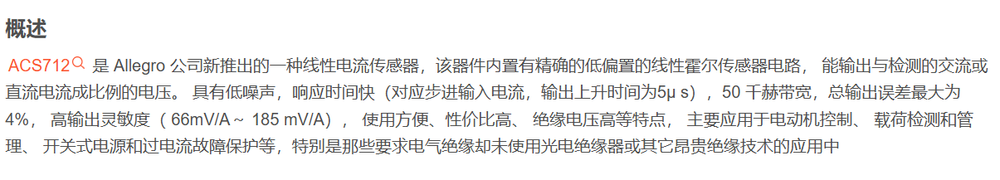 概述
ACS712 是 Allegro 公司新推出的一种线性电流传感器，该器件内置有精确的低偏置的线性霍尔传感器电路， 能输出与检测的交流或
直流电流成比例的电压。 具有低噪声，响应时间快（对应步进输入电流，输出上升时间为5μ s）, 50 千赫带宽，总输出误差最大为
4%， 高输出灵敏度（ 66mV/A～ 185 mV/A）， 使用方便、性价比高、 绝缘电压高等特点， 主要应用于电动机控制、 载荷检测和管
理、 开关式电源和过电流故障保护等，特别是那些要求电气绝缘却未使用光电绝缘器或其它昂贵绝缘技术的应用中